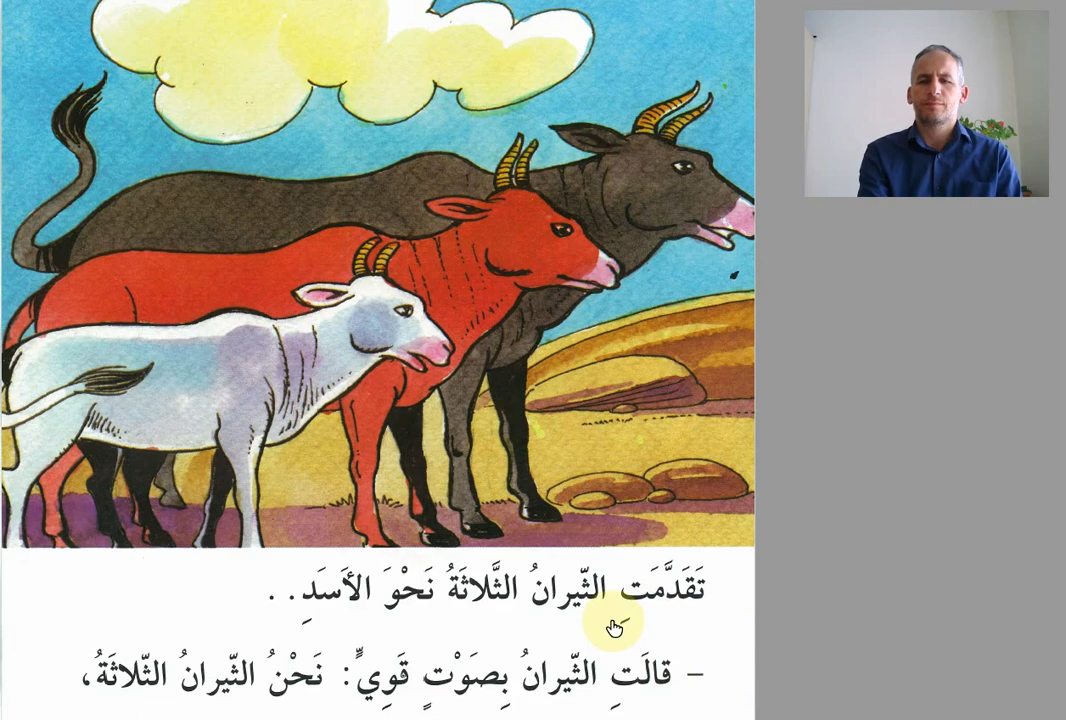 تَقَدَّمَتِ الثّيرانُ الثَّلاثَةُ نَحْوَ الأَسَدِ . .
– قالَتِ الثّيرانُ بِصَوْتٍ قَوِيٍّ : نَحْنُ الثّيرانُ الثّلاثَةُ،